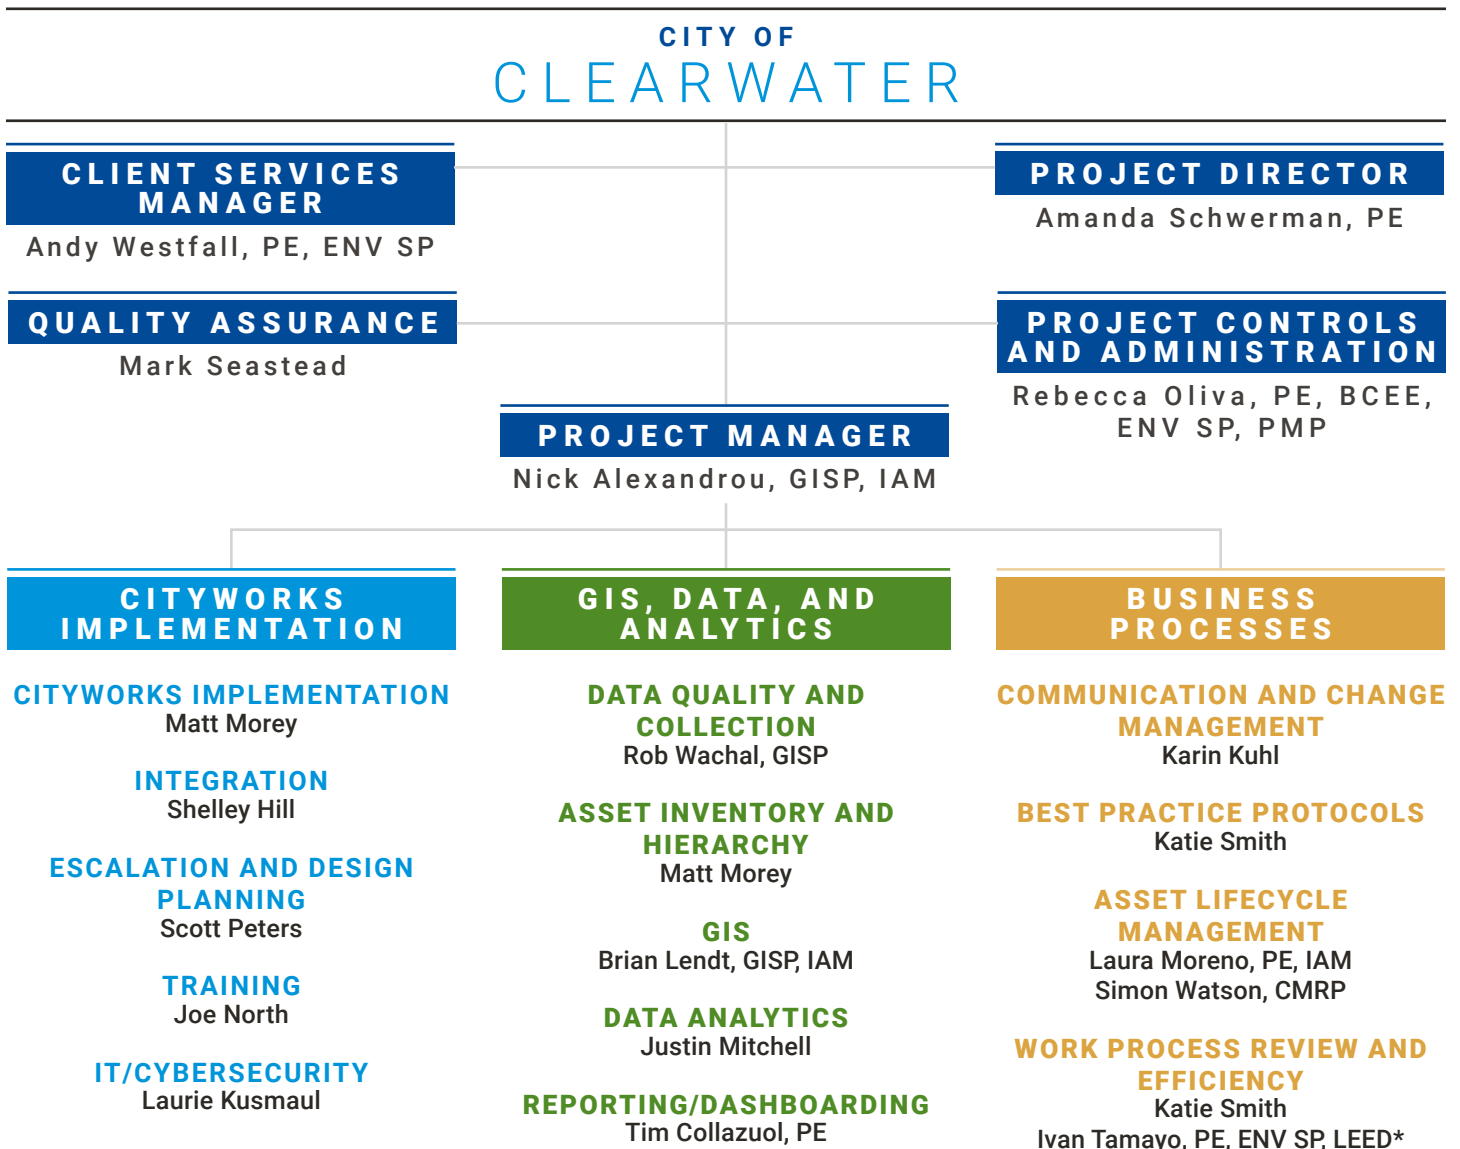 CITY OF
CLEARWATER
CLIENT SERVICES
MANAGER
Andy Westfall, PE, ENV SP
PROJECT DIRECTOR
Amanda Schwerman, PE
QUALITY ASSURANCE
Mark Seastead
PROJECT CONTROLS
AND ADMINISTRATION
Rebecca Oliva, PE, BCEE,
ENV SP, PMP
PROJECT MANAGER
Nick Alexandrou, GISP, IAM
CITYWORKS
IMPLEMENTATION
CITYWORKS IMPLEMENTATION
Matt Morey
INTEGRATION
Shelley Hill
ESCALATION AND DESIGN
PLANNING
Scott Peters
TRAINING
Joe North
IT/CYBERSECURITY
Laurie Kusmaul
GIS, DATA, AND
ANALYTICS
DATA QUALITY AND
COLLECTION
Rob Wachal, GISP
ASSET INVENTORY AND
HIERARCHY
Matt Morey
GIS
Brian Lendt, GISP, IAM
DATA ANALYTICS
Justin Mitchell
REPORTING/DASHBOARDING
Tim Collazuol, PE
BUSINESS
PROCESSES
COMMUNICATION AND CHANGE
MANAGEMENT
Karin Kuhl
BEST PRACTICE PROTOCOLS
Katie Smith
ASSET LIFECYCLE
MANAGEMENT
Laura Moreno, PE, IAM
Simon Watson, CMRP
WORK PROCESS REVIEW AND
EFFICIENCY
Katie Smith
Ivan Tamayo, PE, ENV SP, LEED*